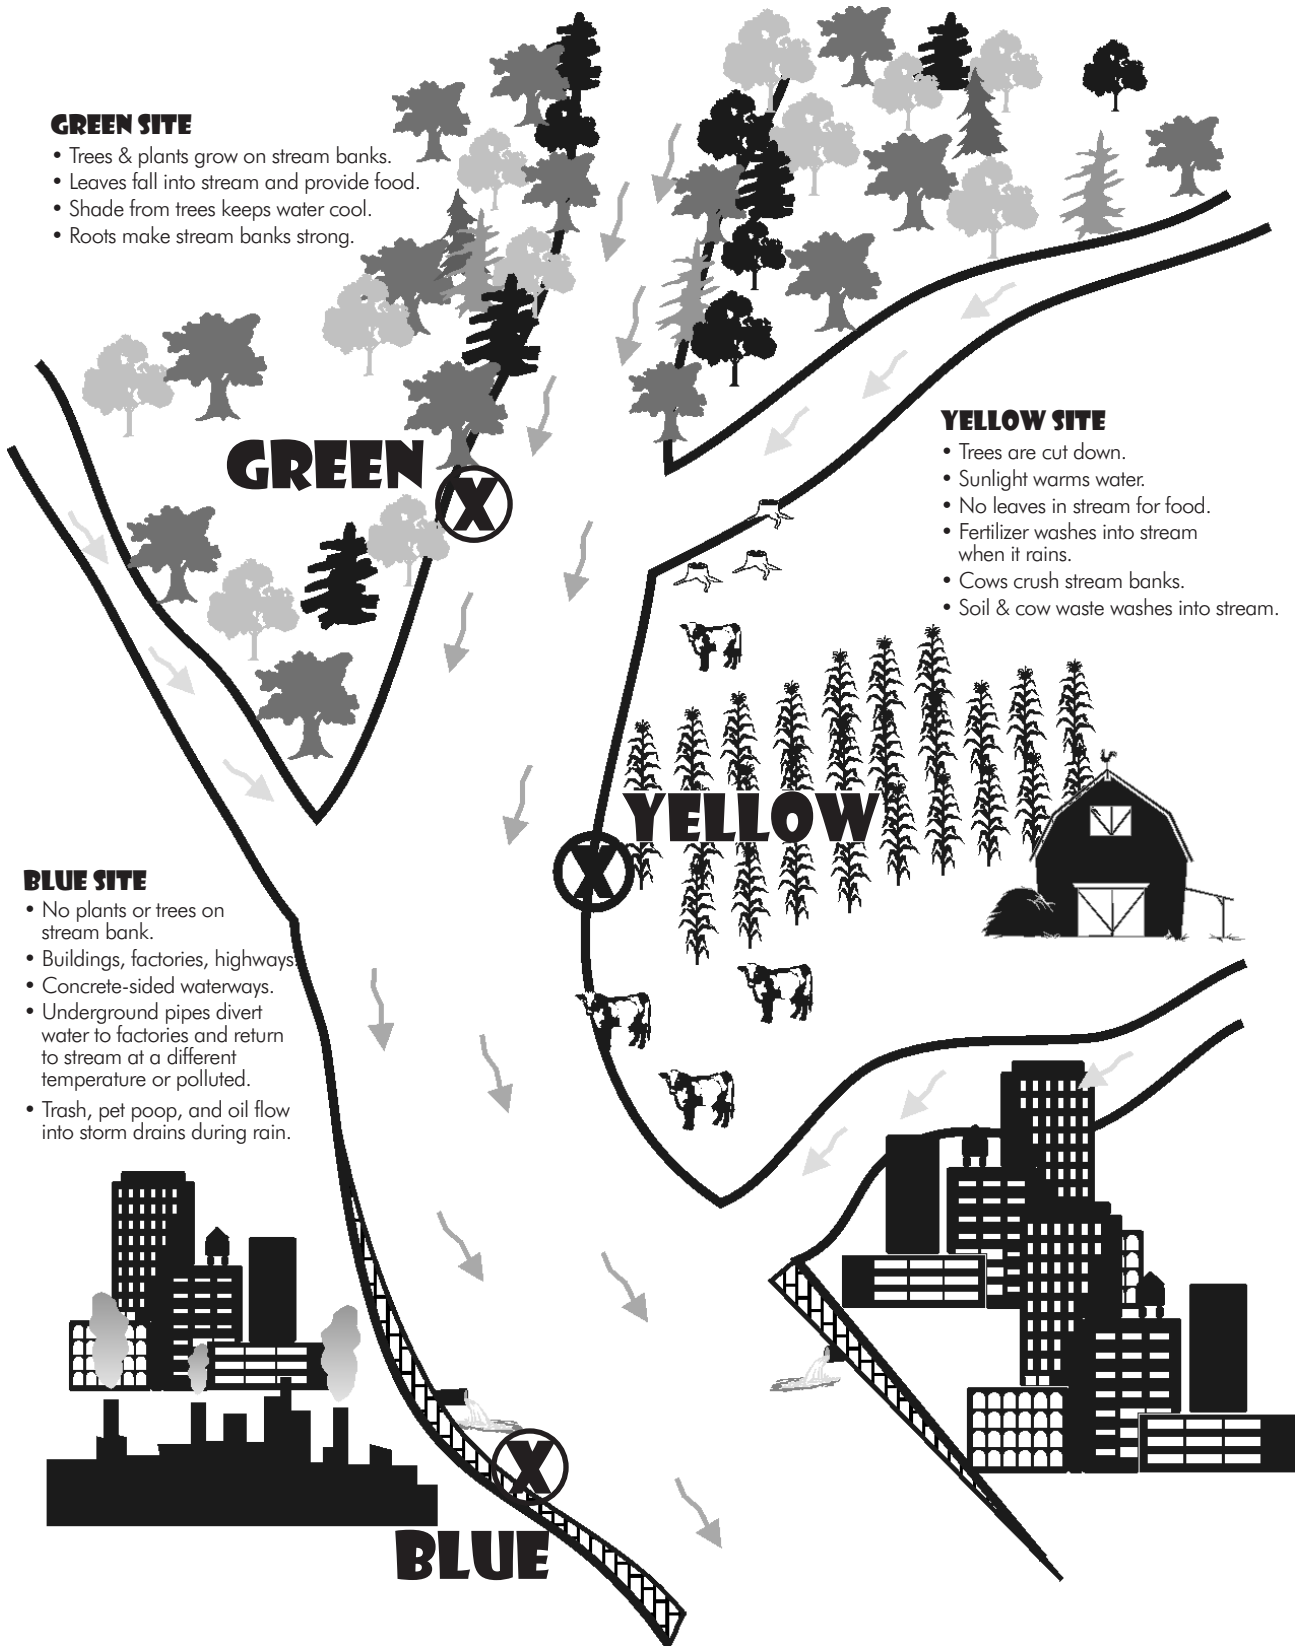 GREEN SITE
• Trees & plants grow on stream banks.
• Leaves fall into stream and provide food.
• Shade from trees keeps water cool.
• Roots make stream banks strong.
YELLOW SITE
• Trees are cut down.
• Sunlight warms water.
• No leaves in stream for food.
• Fertilizer washes into stream
when it rains.
• Cows crush stream banks.
• Soil & cow waste washes into stream.
GREEN
X
YELLOW
X
BLUE SITE
• No plants or trees on
stream bank.
• Buildings, factories, highways.
• Concrete-sided waterways.
• Underground pipes divert
water to factories and return
to stream at a different
temperature or polluted.
• Trash, pet poop, and oil flow
into storm drains during rain.
X
BLUE